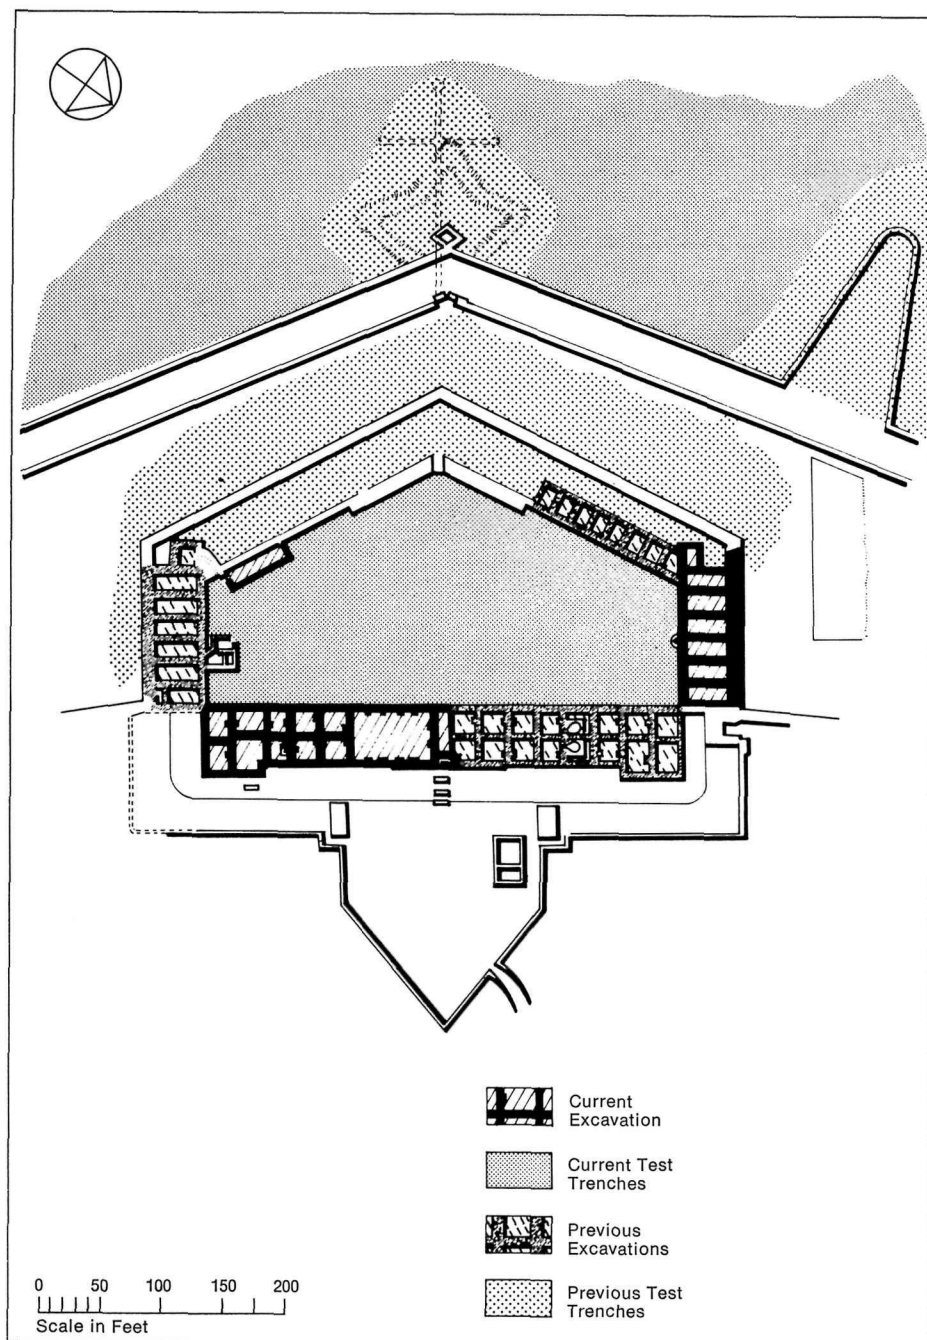 Current
Excavation
Current Test
Trenches
Previous
Excavations
Previous Test
Trenches
0 50 100 150 200
Scale in Feet